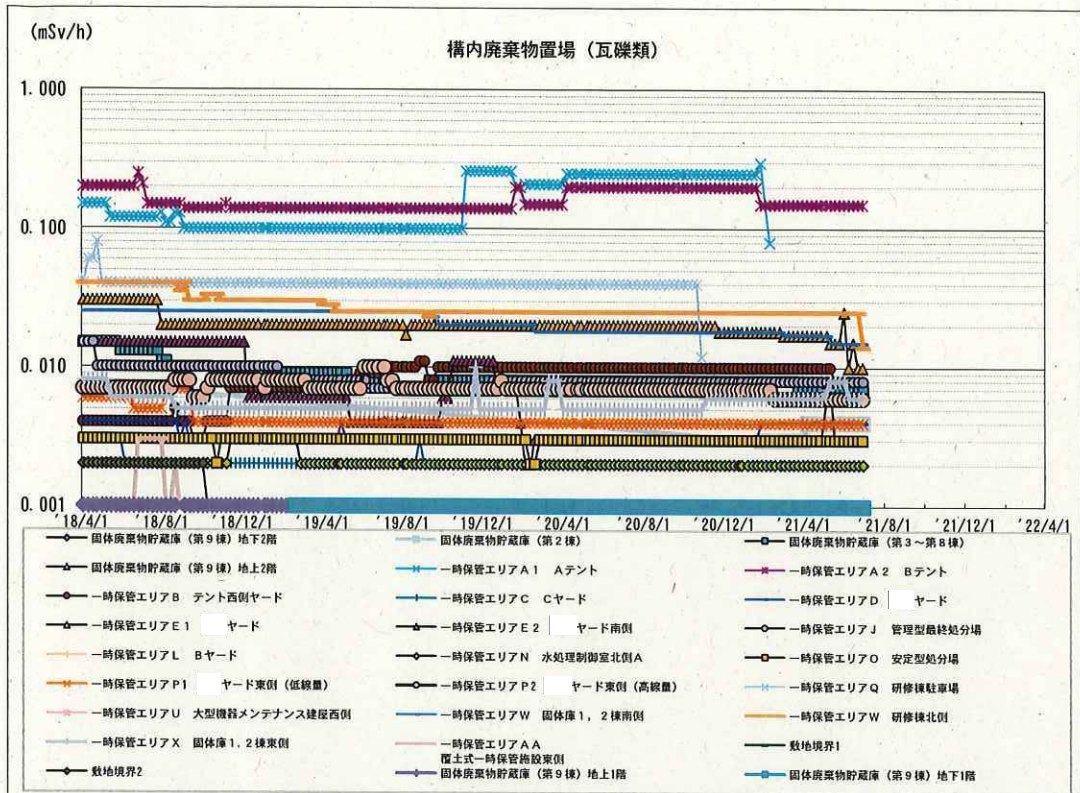 (mSv/h)
構内廃棄物置場（瓦礫類）
1.000
0.100
0.010
0.001
'18/4/1 '18/8/1 '18/12/1 '19/4/1 '19/8/1 '19/12/1 '20/4/1 '20/8/1 '20/12/1 '21/4/1 '21/8/1 '21/12/1 '22/4/1
固体廃棄物貯蔵庫（第９棟）地下2階 固体廃棄物貯蔵庫（第２棟） 固体廃棄物貯蔵庫（第３～第８棟）
固体廃棄物貯蔵庫（第９棟）地上2階 一時保管エリアＡ１ Ａテント 一時保管エリアＡ２ Ｂテント
一時保管エリアＢ テント西側ヤード 一時保管エリアＣ Ｃヤード 一時保管エリアＤ ヤード
一時保管エリアＥ１ ヤード 一時保管エリアＥ２ ヤード南側 一時保管エリアＪ 管理型最終処分場
一時保管エリアＬ Ｂヤード 一時保管エリアＮ 水処理制御室北側Ａ 一時保管エリアＯ 安定型処分場
一時保管エリアＰ１ ヤード東側（低線量） 一時保管エリアＰ２ ヤード東側（高線量） 一時保管エリアＱ 研修棟駐車場
一時保管エリアＵ 大型機器メンテナンス建屋西側 一時保管エリアＷ 固体庫１，２棟南側 一時保管エリアＷ 研修棟北側
一時保管エリアＸ 固体庫１，２棟東側 一時保管エリアＡＡ 敷地境界1
覆土式一時保管施設東側
敷地境界2 固体廃棄物貯蔵庫（第９棟）地上1階 固体廃棄物貯蔵庫（第９棟）地下1階